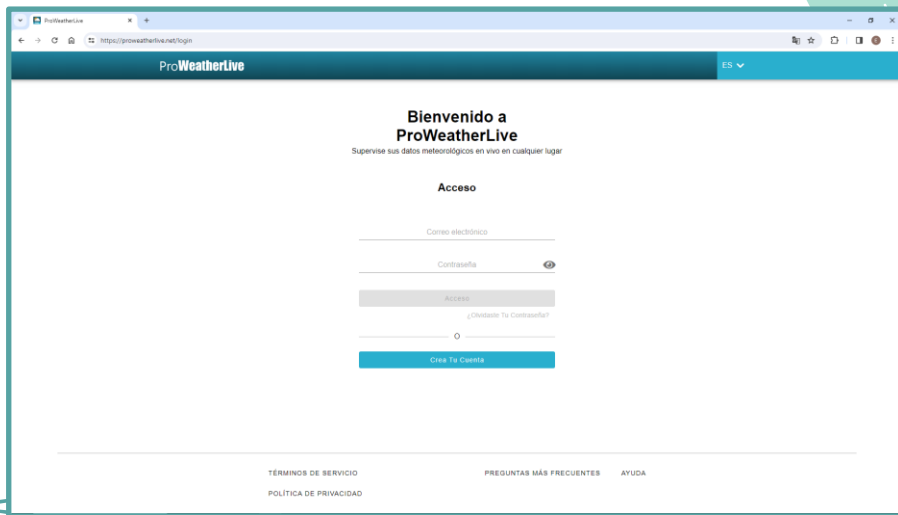 ProWeatherLive
https://proweatherlive.net/login
ProWeatherLive
ES
Bienvenido a
ProWeatherLive
Supervise sus datos meteorológicos en vivo en cualquier lugar
Acceso
Correo electrónico
Contraseña
Acceso
¿Olvidaste Tu Contraseña?
O
Crea Tu Cuenta
TÉRMINOS DE SERVICIO
PREGUNTAS MÁS FRECUENTES
AYUDA
POLÍTICA DE PRIVACIDAD